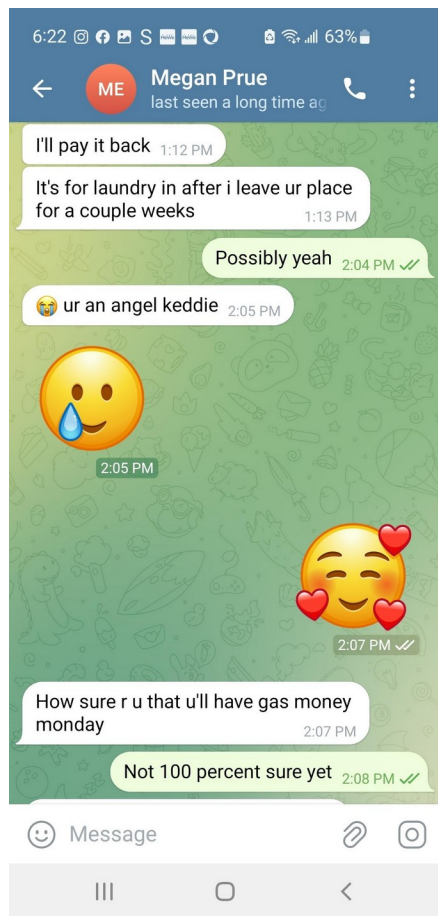 6:22 S 63%
ME Megan Prue
last seen a long time ag
I'll pay it back 1:12 PM
It's for laundry in after i leave ur place
for a couple weeks 1:13 PM
Possibly yeah 2:04 PM
😭 ur an angel keddie 2:05 PM
2:05 PM
2:07 PM
How sure r u that u'll have gas money
monday 2:07 PM
Not 100 percent sure yet 2:08 PM
Message